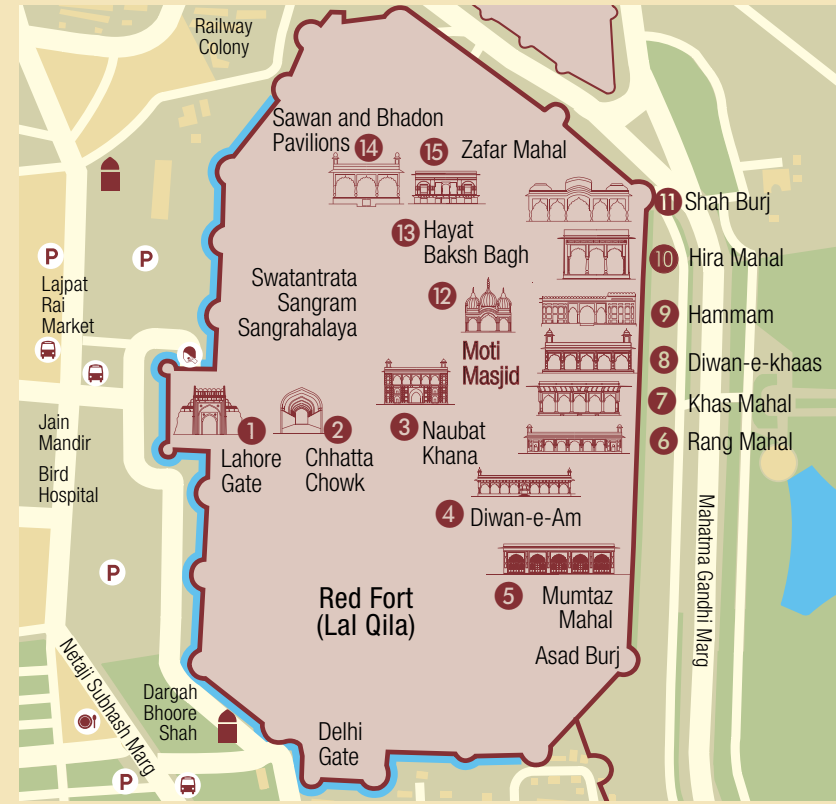 Railway
Colony
Sawan and Bhadon
Pavilions 14
15 Zafar Mahal
11 Shah Burj
13 Hayat
Baksh Bagh
10 Hira Mahal
P
P
Lajpat
Rai
Market
Swatantrata
Sangram
Sangrahalaya
12
Moti
Masjid
9 Hammam
8 Diwan-e-khaas
7 Khas Mahal
6 Rang Mahal
Jain
Mandir
Bird
Hospital
1
Lahore
Gate
2
Chhatta
Chowk
3 Naubat
Khana
4 Diwan-e-Am
5 Mumtaz
Mahal
Asad Burj
Red Fort
(Lal Qila)
P
Mahatma Gandhi Marg
Netaji Subhash Marg
Dargah
Bhoore
Shah
Delhi
Gate
P